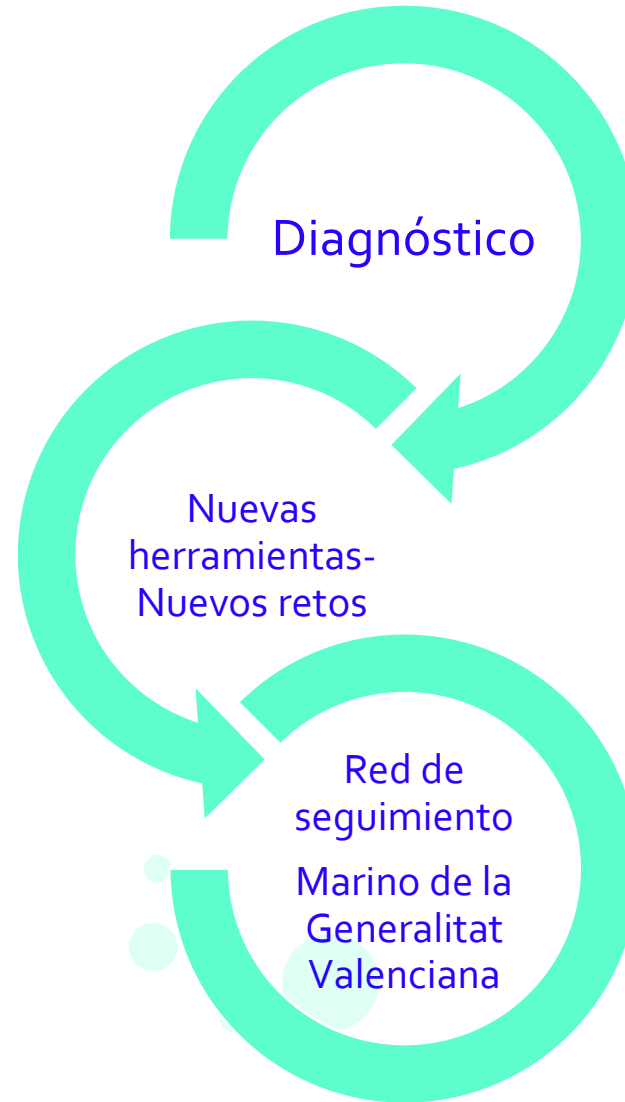 Diagnóstico
Nuevas
herramientas-
Nuevos retos
Red de
seguimiento
Marino de la
Generalitat
Valenciana